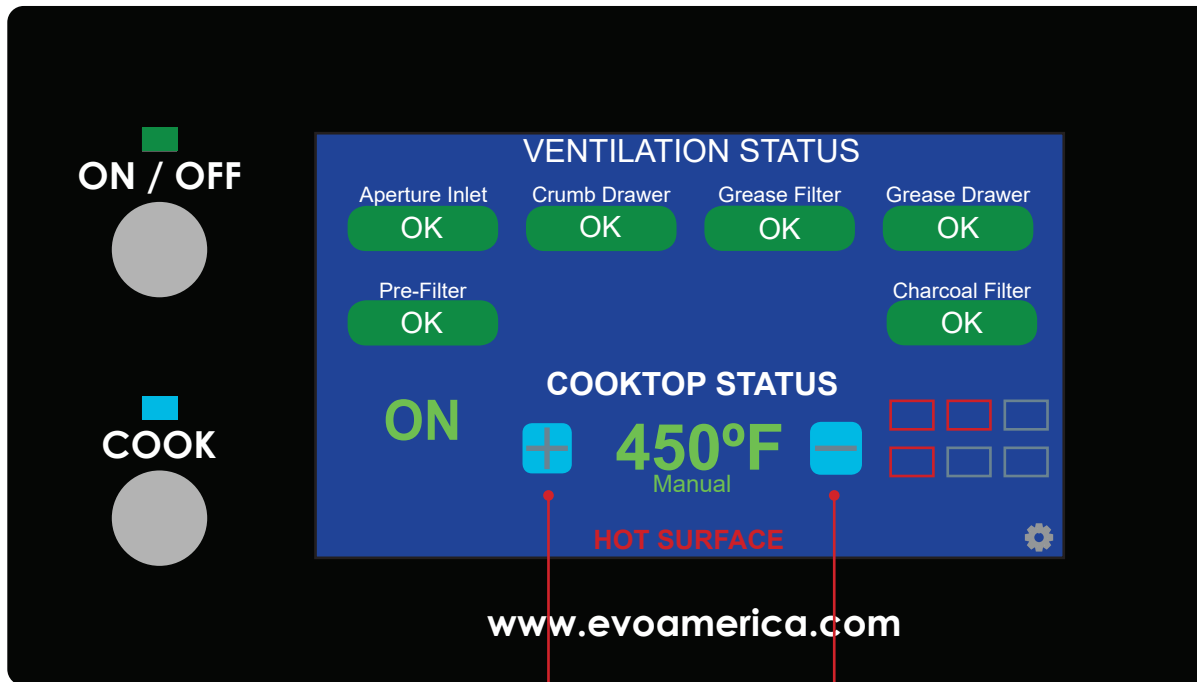 ON / OFF
COOK
VENTILATION STATUS
Aperture Inlet Crumb Drawer Grease Filter Grease Drawer
OK OK OK OK
Pre-Filter Charcoal Filter
OK OK
COOKTOP STATUS
ON
450ºF
Manual
HOT SURFACE
www.evoamerica.com